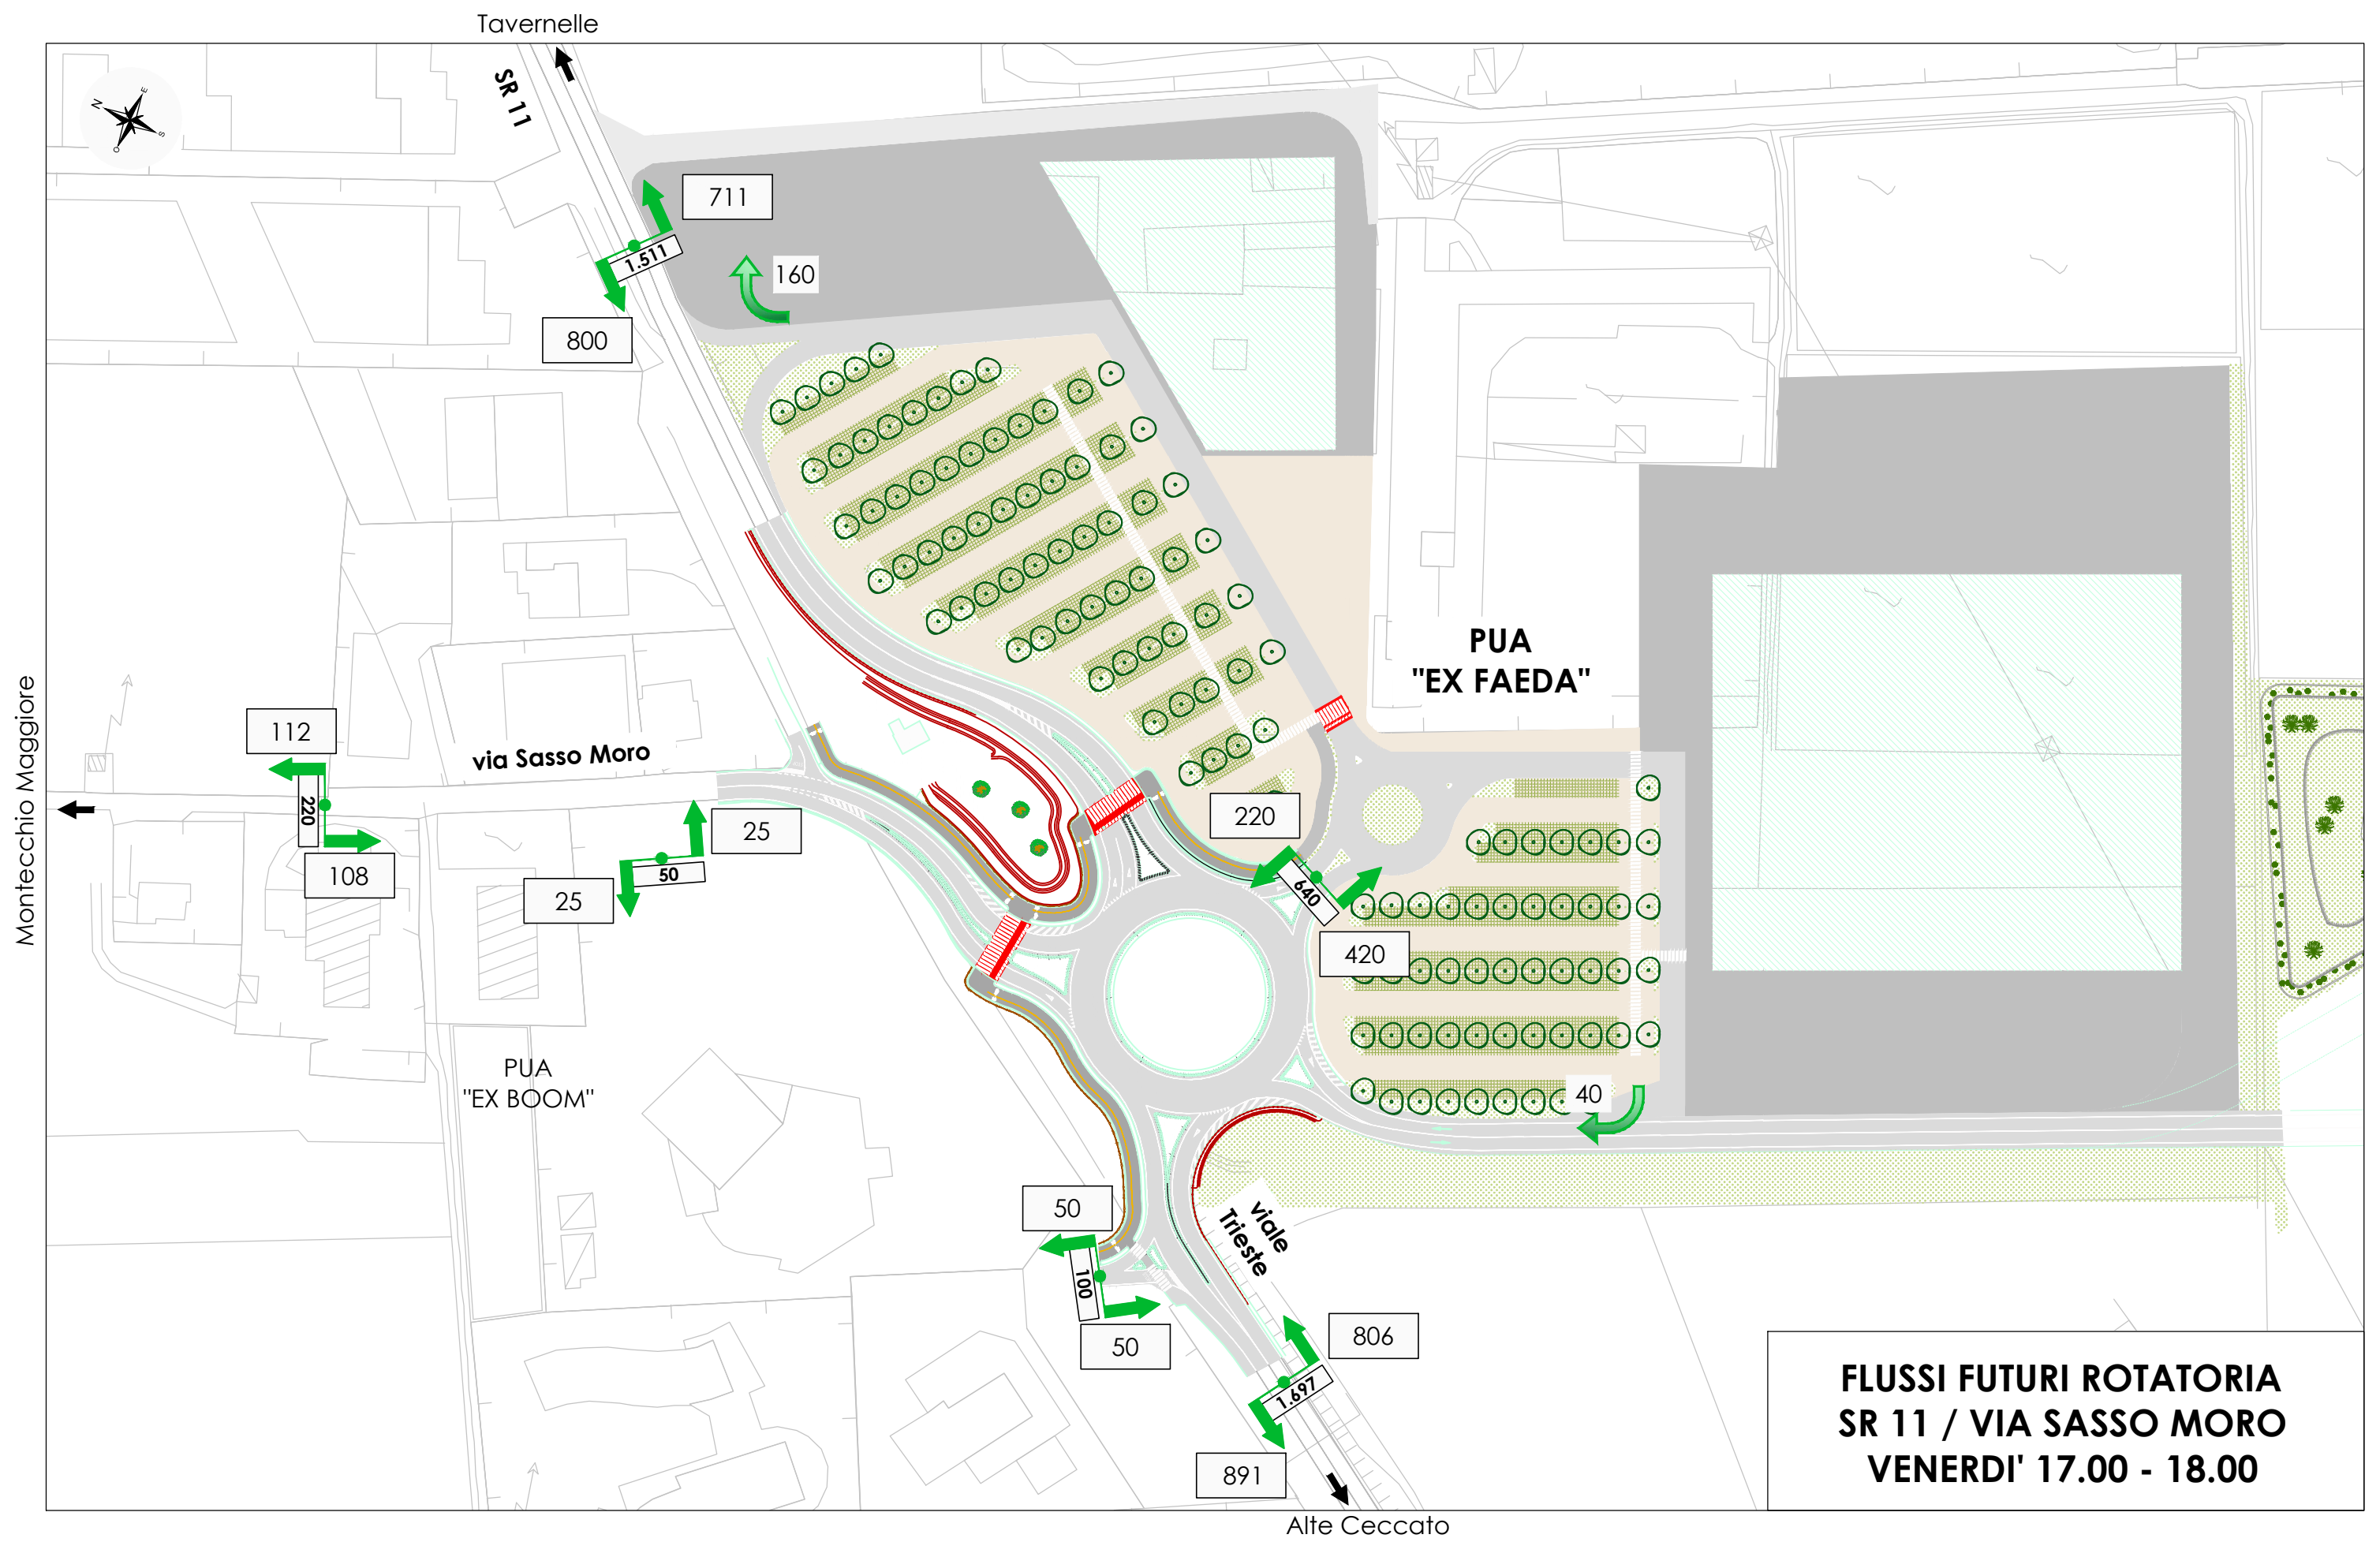 Tavernelle
SR 11
N
E
S
O
711
1.511
160
800
PUA
"EX FAEDA"
Montecchio Maggiore
112
via Sasso Moro
220
108
25
50
25
220
640
420
PUA
"EX BOOM"
40
50
100
50
viale
Trieste
806
1.697
891
FLUSSI FUTURI ROTATORIA
SR 11 / VIA SASSO MORO
VENERDI' 17.00 - 18.00
Alte Ceccato